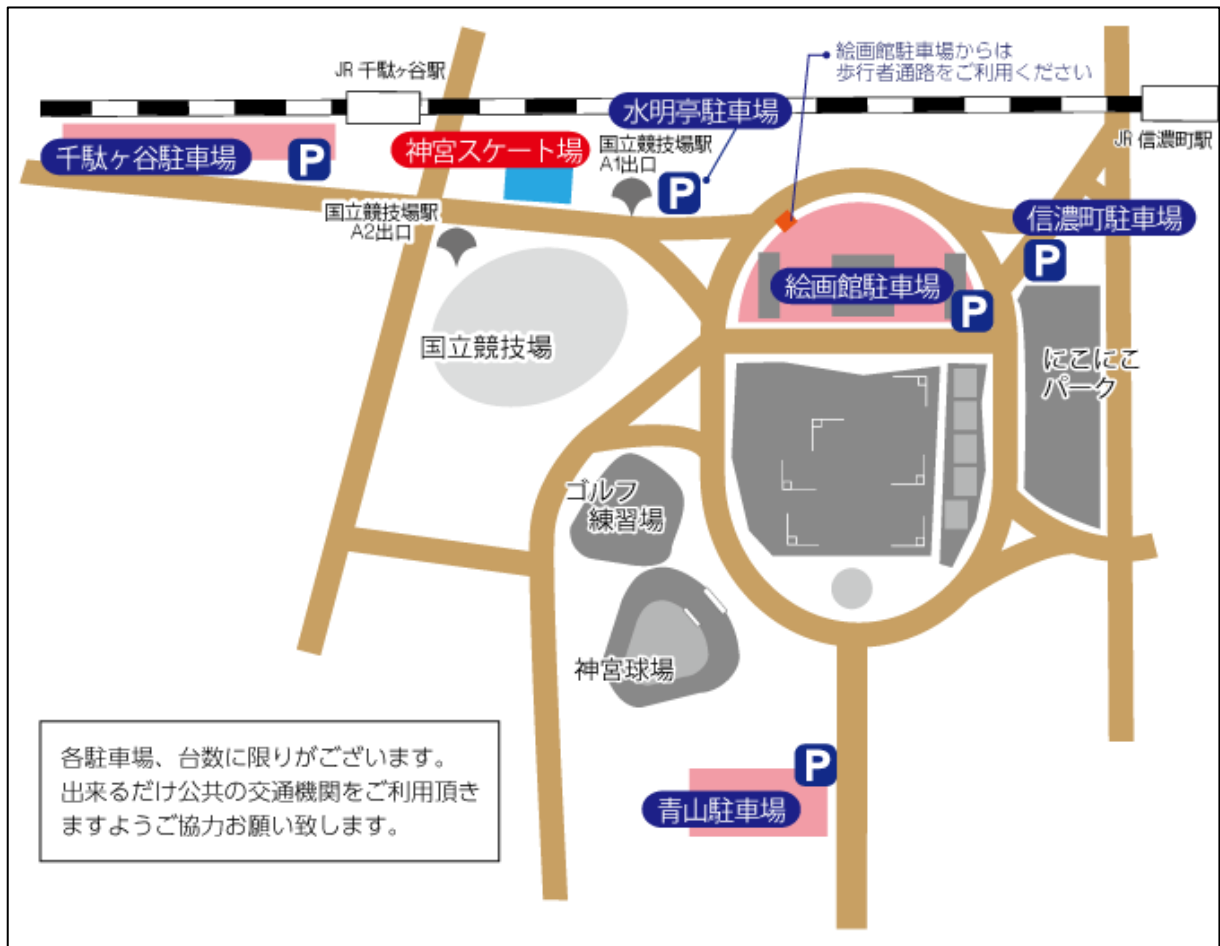 絵画館駐車場からは
歩行者通路をご利用ください
JR 千駄ヶ谷駅
水明亭駐車場
P
JR 信濃町駅
千駄ヶ谷駐車場
P
神宮スケート場
国立競技場駅
A1出口
P
国立競技場駅
A2出口
信濃町駐車場
P
絵画館駐車場
P
国立競技場
にこにこ
パーク
ゴルフ
練習場
神宮球場
各駐車場、台数に限りがございます。
出来るだけ公共の交通機関をご利用頂き
ますようご協力お願い致します。
P
青山駐車場